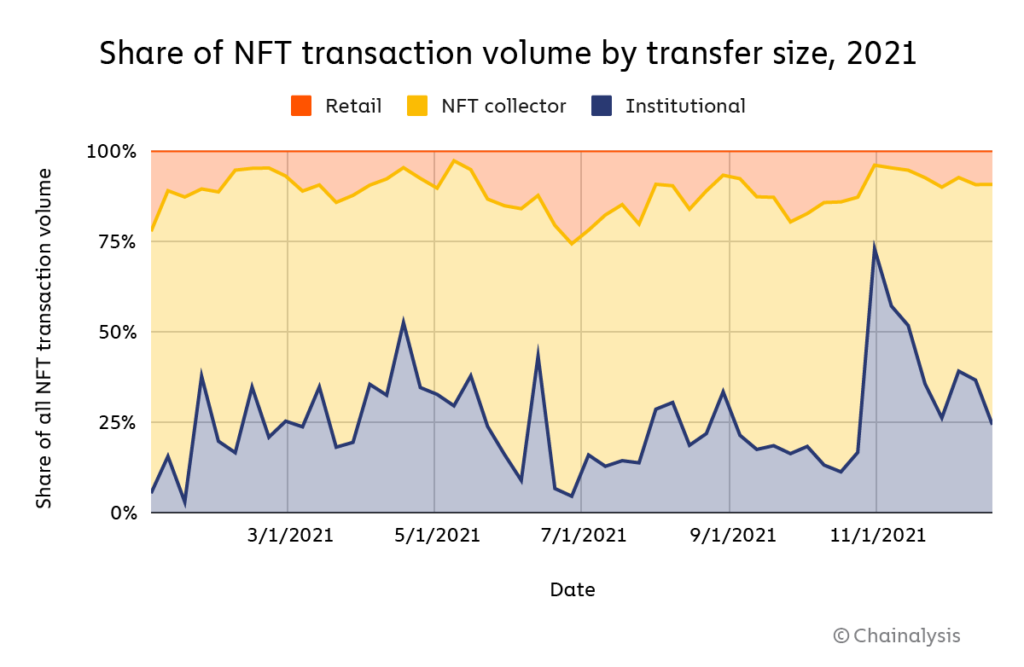 Share of NFT transaction volume by transfer size, 2021
Retail NFT collector Institutional
Share of all NFT transaction volume
100%
75%
50%
25%
0%
3/1/2021 5/1/2021 7/1/2021 9/1/2021 11/1/2021
Date
© Chainalysis